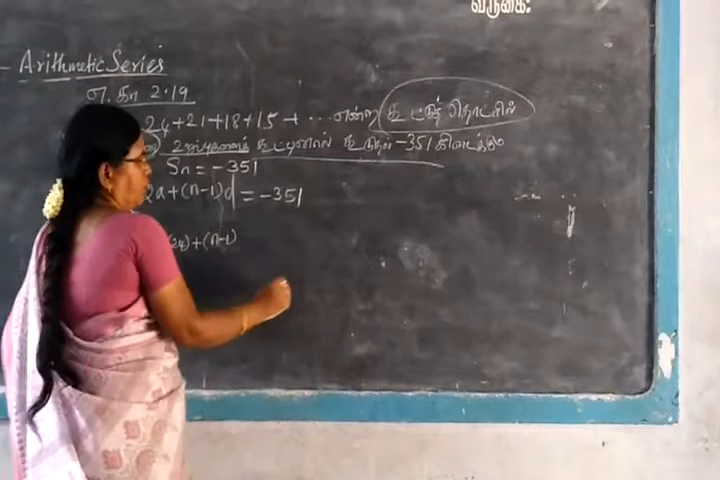 வருகை:
Arithmetic Series
எ.கா 2.19
24+21+18+15+ ... என்ற கூட்டுத் தொடரில்
உறுப்புகளைக் கூட்டினால் கூடுதல் -351 கிடைக்கும்
Sn = -351
2a+(n-1)d = -351
(24)+(n-1)